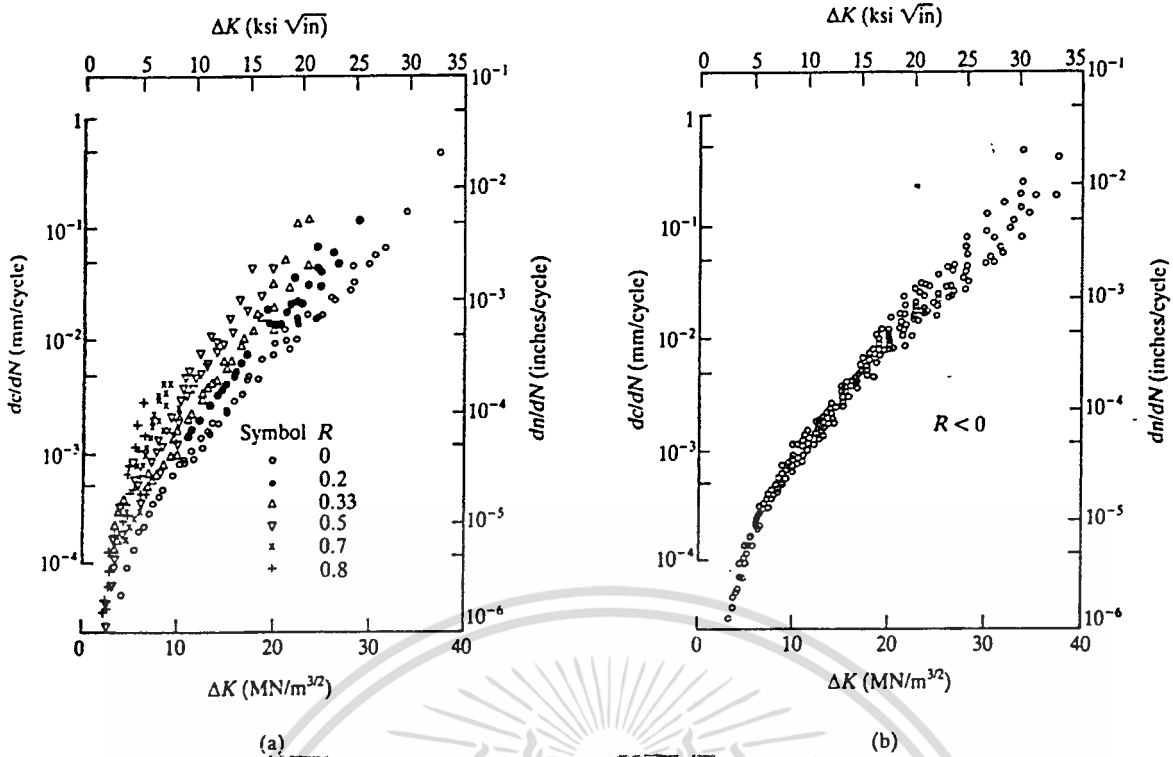 ΔK (ksi √in)
0 5 10 15 20 25 30 35
10⁻¹
10⁻²
10⁻³
10⁻⁴
10⁻⁵
10⁻⁶
dn/dN (inches/cycle)
1
10⁻¹
10⁻²
10⁻³
10⁻⁴
dc/dN (mm/cycle)
Symbol R
o 0
• 0.2
△ 0.33
▽ 0.5
x 0.7
+ 0.8
0 10 20 30 40
ΔK (MN/m³ᐟ²)
(a)
ΔK (ksi √in)
0 5 10 15 20 25 30 35
10⁻¹
10⁻²
10⁻³
10⁻⁴
10⁻⁵
10⁻⁶
dn/dN (inches/cycle)
1
10⁻¹
10⁻²
10⁻³
10⁻⁴
dc/dN (mm/cycle)
R < 0
0 10 20 30 40
ΔK (MN/m³ᐟ²)
(b)